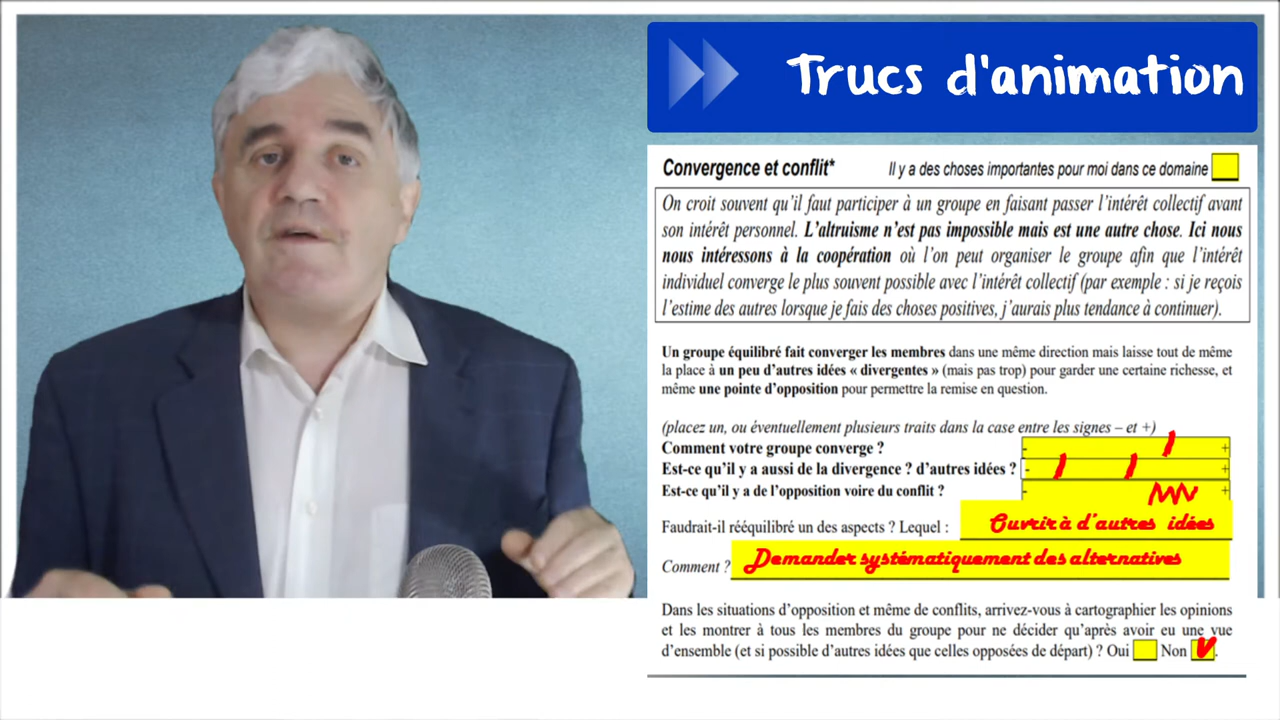 Trucs d'animation
Convergence et conflit* Il y a des choses importantes pour moi dans ce domaine
On croit souvent qu'il faut participer à un groupe en faisant passer l'intérêt collectif avant
son intérêt personnel. L'altruisme n'est pas impossible mais est une autre chose. Ici nous
nous intéressons à la coopération où l'on peut organiser le groupe afin que l'intérêt
individuel converge le plus souvent possible avec l'intérêt collectif (par exemple : si je reçois
l'estime des autres lorsque je fais des choses positives, j'aurais plus tendance à continuer).
Un groupe équilibré fait converger les membres dans une même direction mais laisse tout de même
la place à un peu d'autres idées « divergentes » (mais pas trop) pour garder une certaine richesse, et
même une pointe d'opposition pour permettre la remise en question.
(placez un, ou éventuellement plusieurs traits dans la case entre les signes – et +)
Comment votre groupe converge ? - +
Est-ce qu'il y a aussi de la divergence ? d'autres idées ? - +
Est-ce qu'il y a de l'opposition voire du conflit ? - +
Faudrait-il rééquilibré un des aspects ? Lequel : Ouvrir à d'autres idées
Comment ? Demander systématiquement des alternatives
Dans les situations d'opposition et même de conflits, arrivez-vous à cartographier les opinions
et les montrer à tous les membres du groupe pour ne décider qu'après avoir eu une vue
d'ensemble (et si possible d'autres idées que celles opposées de départ) ? Oui Non .